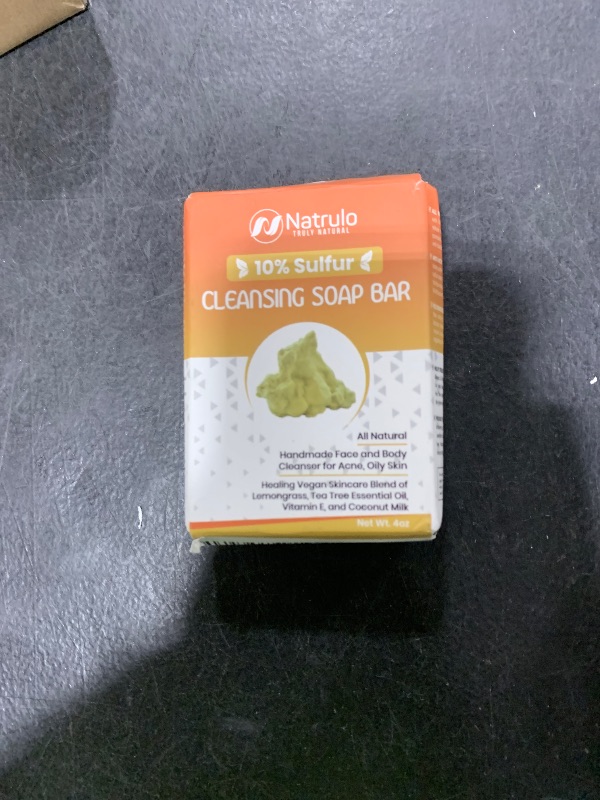 Natrulo
TRULY NATURAL
10% Sulfur
CLEANSING SOAP BAR
All Natural
Handmade Face and Body
Cleanser for Acne, Oily Skin
Healing Vegan Skincare Blend of
Lemongrass, Tea Tree Essential Oil,
Vitamin E, and Coconut Milk
Net Wt. 4oz